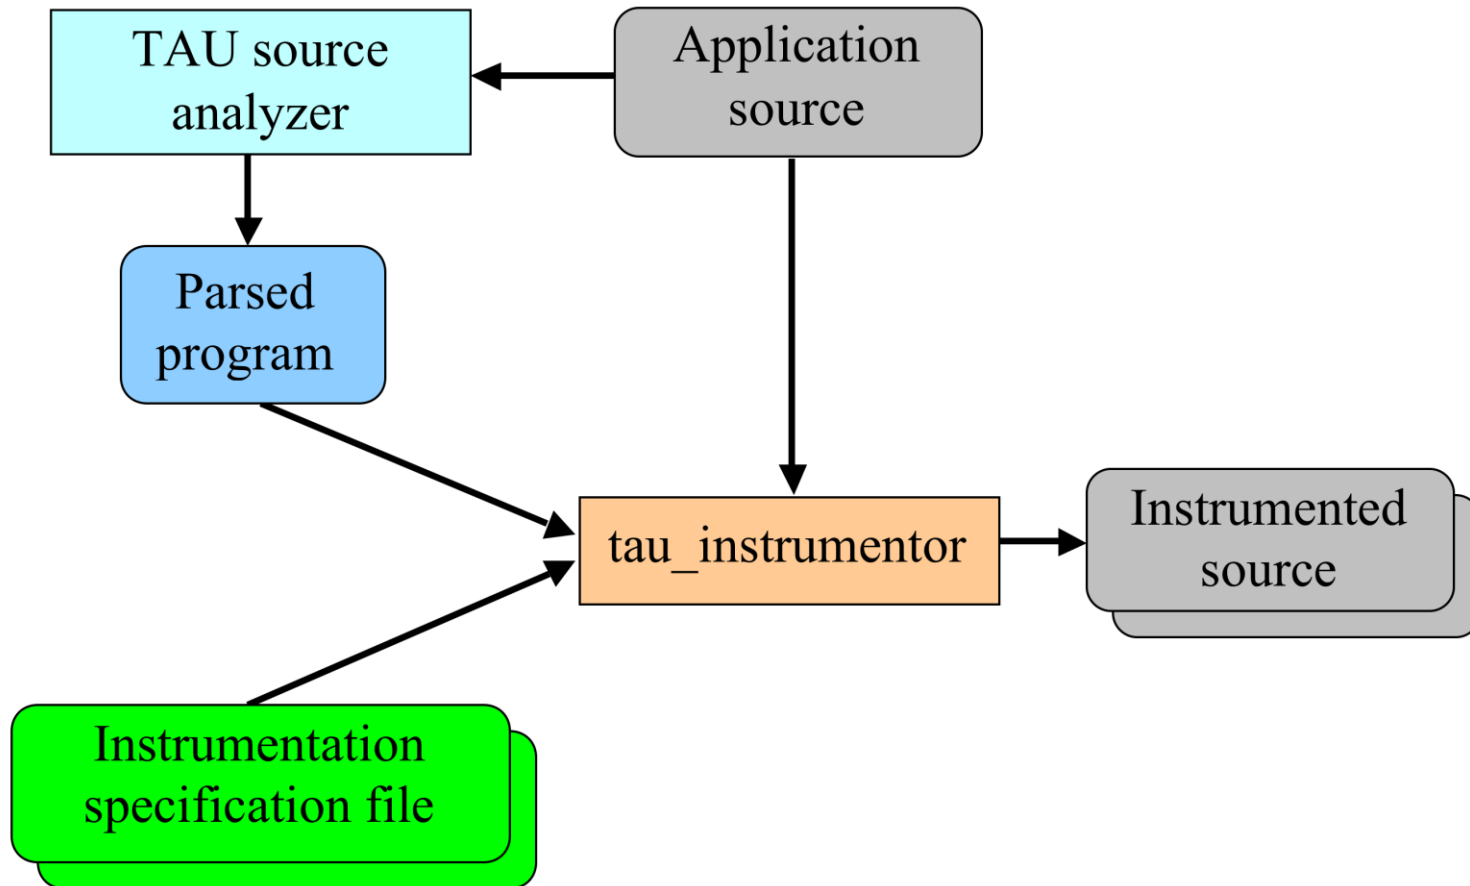 TAU source
analyzer
Application
source
Parsed
program
tau_instrumentor
Instrumented
source
Instrumentation
specification file